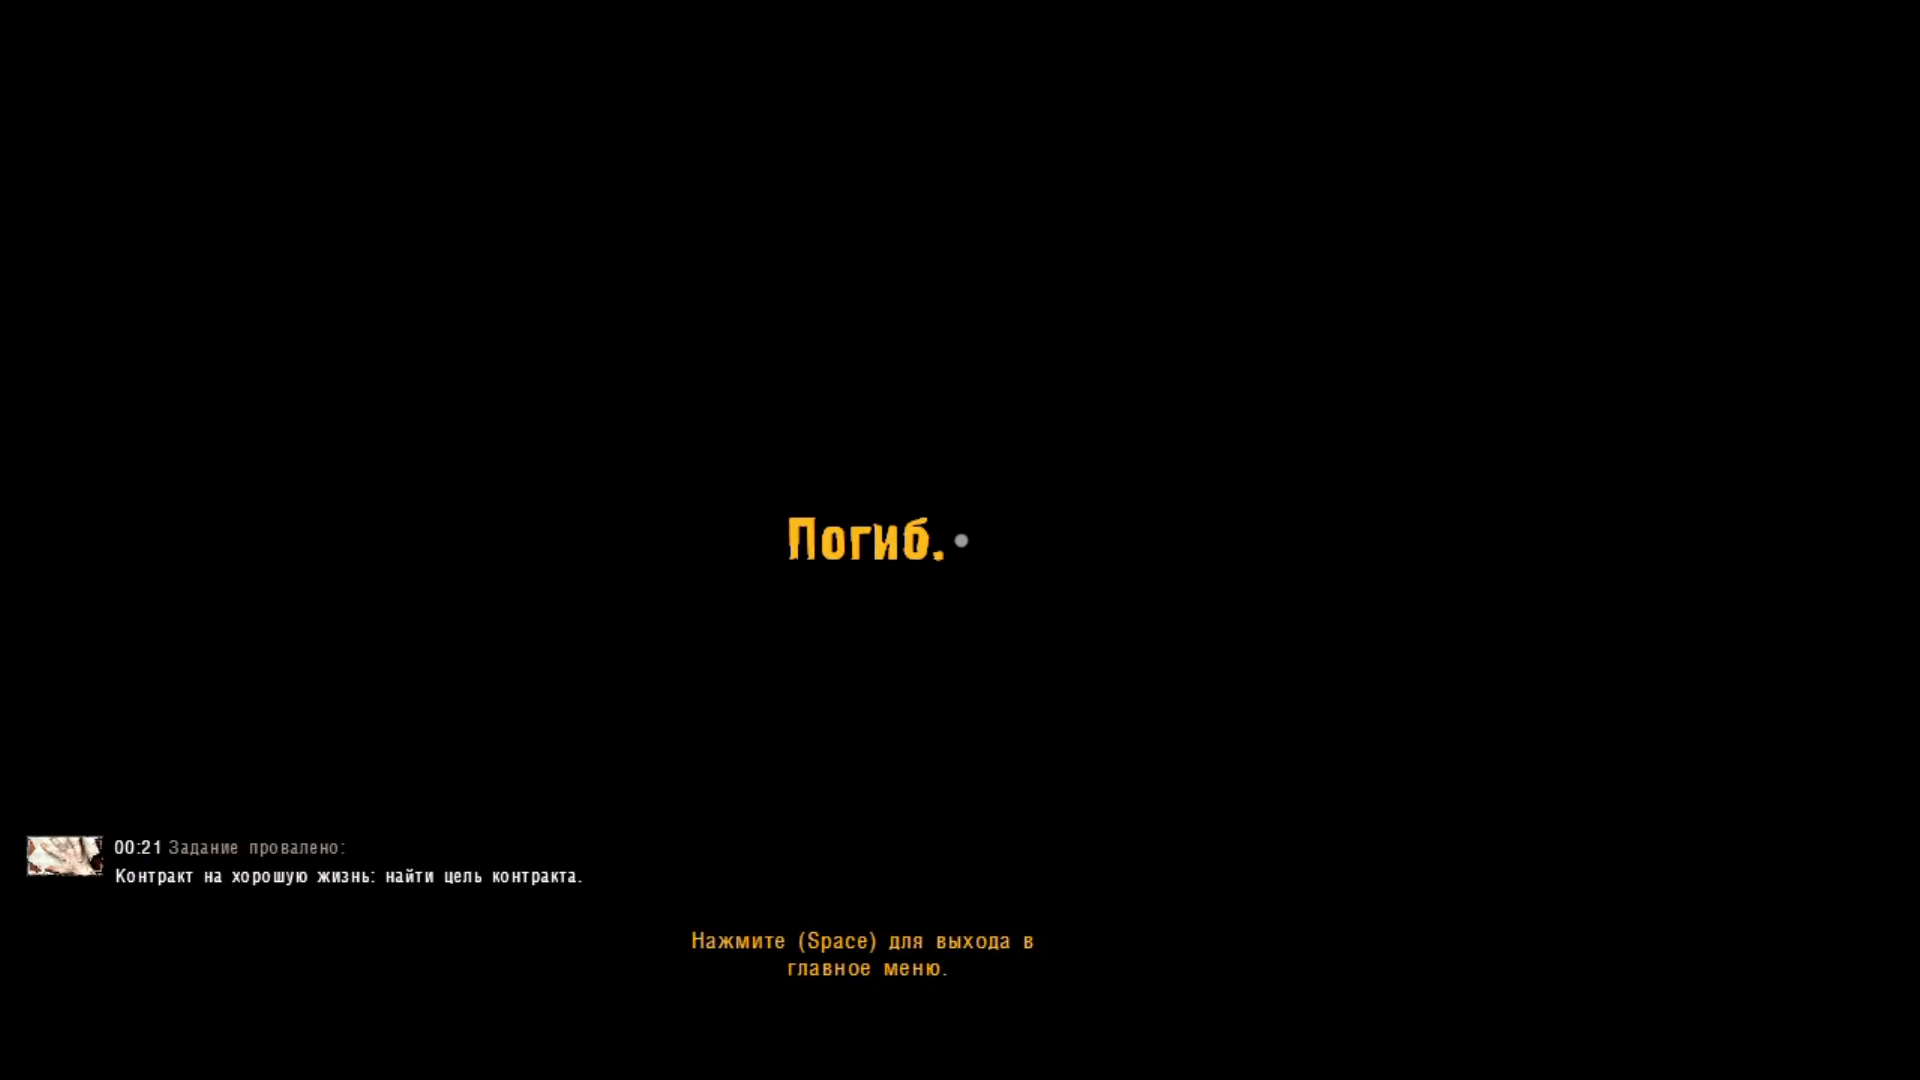 Погиб.
00:21 Задание провалено:
Контракт на хорошую жизнь: найти цель контракта.
Нажмите (Space) для выхода в
главное меню.